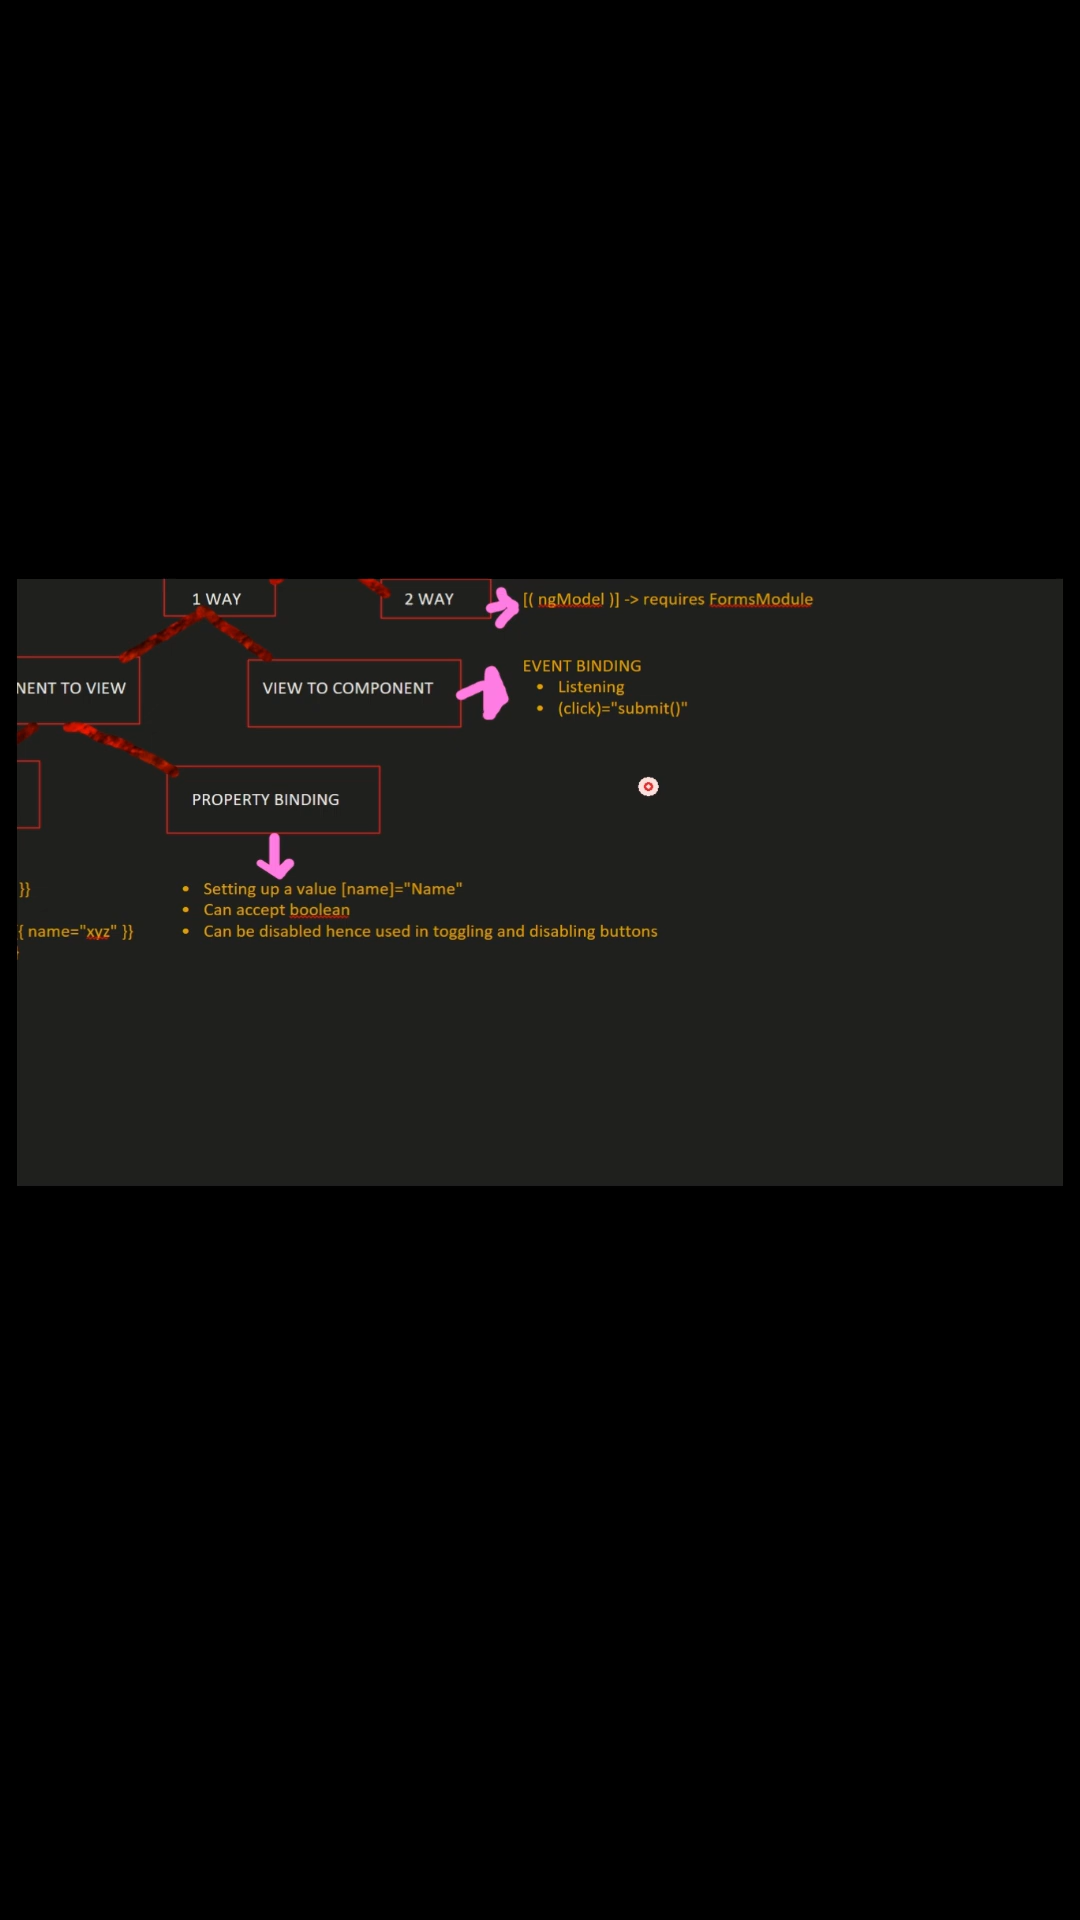 1 WAY
2 WAY
[( ngModel )] -> requires FormsModule
NENT TO VIEW
VIEW TO COMPONENT
EVENT BINDING
• Listening
• (click)="submit()"
PROPERTY BINDING
}}
• Setting up a value [name]="Name"
• Can accept boolean
{ name="xyz" }}
• Can be disabled hence used in toggling and disabling buttons